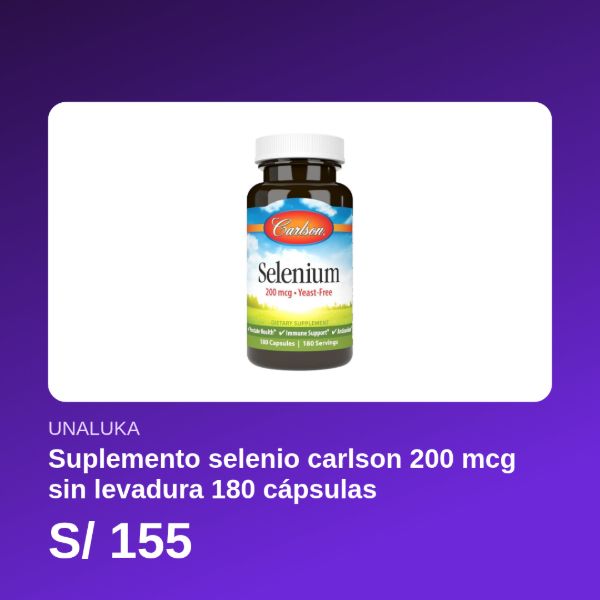 Carlson.
Selenium
200 mcg • Yeast-Free
DIETARY SUPPLEMENT
Health* ✓ Immune Support* ✓
180 Capsules | 180 Servings
UNALUKA
Suplemento selenio carlson 200 mcg
sin levadura 180 cápsulas
S/ 155